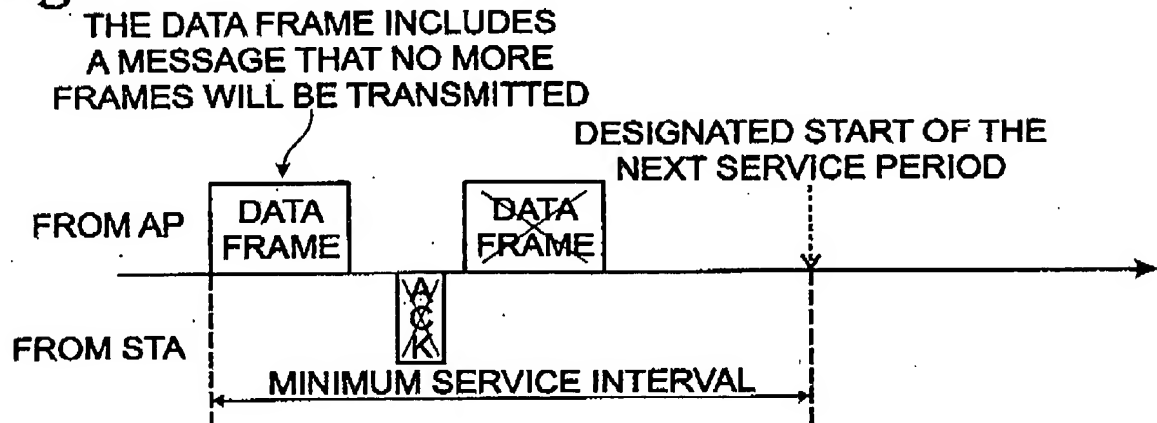 THE DATA FRAME INCLUDES
A MESSAGE THAT NO MORE
FRAMES WILL BE TRANSMITTED
DESIGNATED START OF THE
NEXT SERVICE PERIOD
FROM AP
DATA
FRAME
DATA
FRAME
ACK
FROM STA
MINIMUM SERVICE INTERVAL